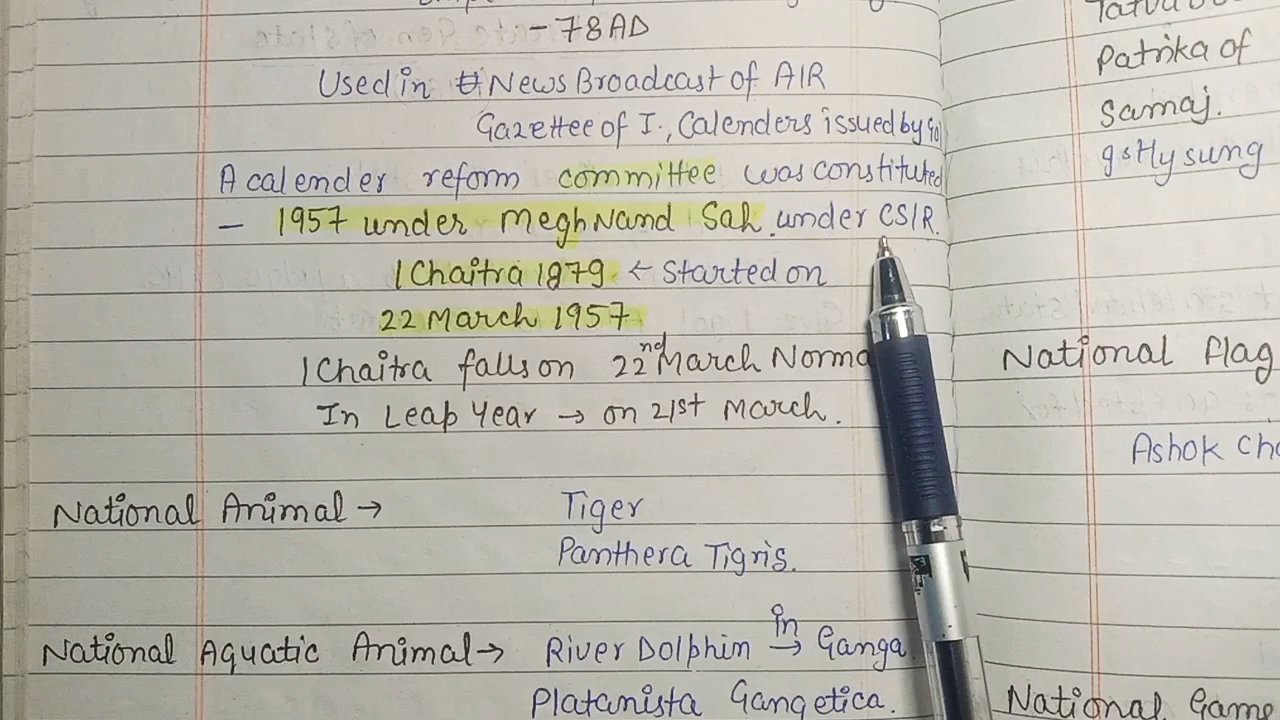 - 78AD
Used in News Broadcast of AIR
Gazettee of I., Calenders issued by
A calender reform committee was constituted
- 1957 under Meghnand Sah. under CSIR.
1 Chaitra 1879 ← Started on
22 March 1957
1 Chaitra falls on 22nd March Norma
In Leap Year → on 21st March.
National Animal → Tiger
Panthera Tigris.
National Aquatic Animal → River Dolphin in → Ganga
Platanista Gangetica.
Patrika of
Samaj.
National Flag
Ashok
National Game